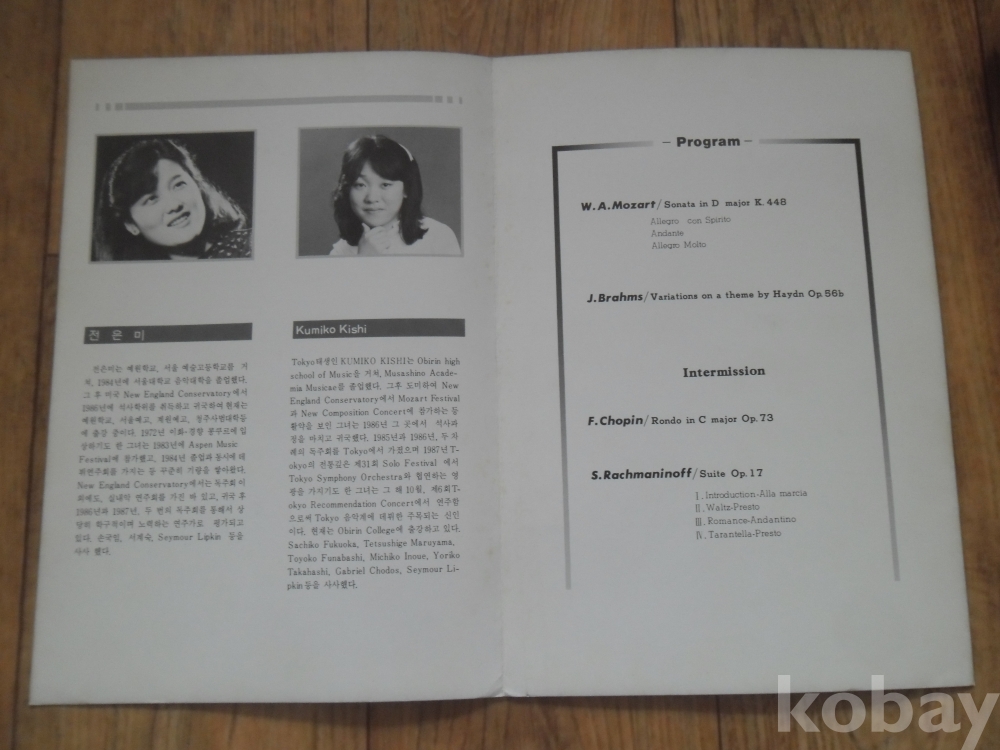 전 은 미
전은미는 예원학교, 서울 예술고등학교를 거
쳐, 1984년에 서울대학교 음악대학을 졸업했다.
그 후 미국 New England Conservatory에서
1986년에 석사학위를 취득하고 귀국하여 현재는
예원학교, 서울예고, 계원예고, 청주사범대학등
에 출강 중이다. 1972년 이화·경향 콩쿠르에 입
상하기도 한 그녀는 1983년에 Aspen Music
Festival에 참가했고, 1984년 졸업과 동시에 데
뷔연주회를 가지는 등 꾸준히 기량을 쌓아왔다.
New England Conservatory에서는 독주회 이
외에도, 실내악 연주회를 가진 바 있고, 귀국 후
1986년과 1987년, 두 번의 독주회를 통해서 상
당히 학구적이며 노력하는 연주가로 평가되고
있다. 손국임, 서계숙, Seymour Lipkin 등을
사사 했다.
Kumiko Kishi
Tokyo태생인 KUMIKO KISHI는 Obirin high
school of Music을 거쳐, Musashino Acade-
mia Musicae를 졸업했다. 그후 도미하여 New
England Conservatory에서 Mozart Festival
과 New Composition Concert에 참가하는 등
활약을 보인 그녀는 1986년 그 곳에서 석사과
정을 마치고 귀국했다. 1985년과 1986년, 두 차
례의 독주회를 Tokyo에서 가졌으며 1987년 T-
okyo의 전통깊은 제31회 Solo Festival 에서
Tokyo Symphony Orchestra와 협연하는 영
광을 가지기도 한 그녀는 그 해 10월, 제6회 T-
okyo Recommendation Concert에서 연주함
으로써 Tokyo 음악계에 데뷔한 주목되는 신인
이다. 현재는 Obirin College에 출강하고 있다.
Sachiko Fukuoka, Tetsushige Maruyama,
Toyoko Funabashi, Michiko Inoue, Yoriko
Takahashi, Gabriel Chodos, Seymour Li-
pkin등을 사사했다.
– Program –
W.A.Mozart/Sonata in D major K.448
Allegro con Spirito
Andante
Allegro Molto
J.Brahms/Variations on a theme by Haydn Op.56b
Intermission
F.Chopin/Rondo in C major Op.73
S.Rachmaninoff/Suite Op.17
Ⅰ.Introduction-Alla marcia
Ⅱ.Waltz-Presto
Ⅲ.Romance-Andantino
Ⅳ.Tarantella-Presto
kobay